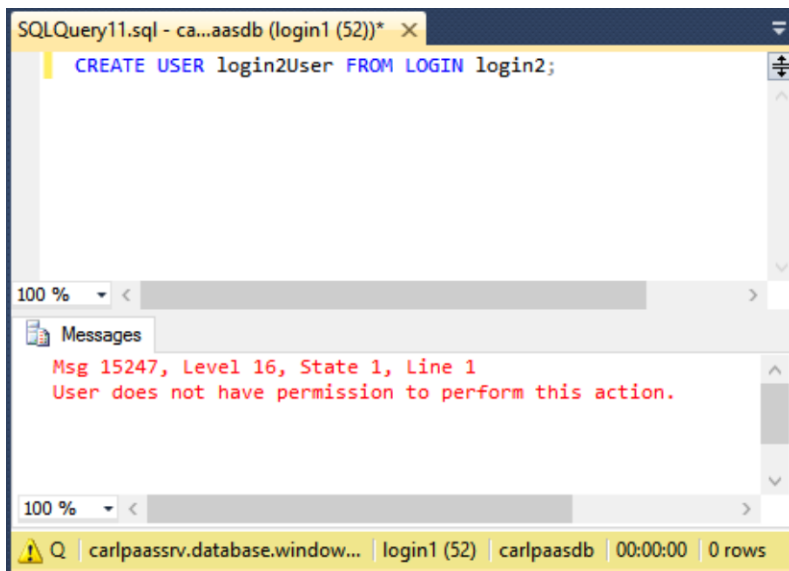 SQLQuery11.sql - ca...aasdb (login1 (52))*
CREATE USER login2User FROM LOGIN login2;
100 %
Messages
Msg 15247, Level 16, State 1, Line 1
User does not have permission to perform this action.
100 %
Q carlpaassrv.database.window... login1 (52) carlpaasdb 00:00:00 0 rows